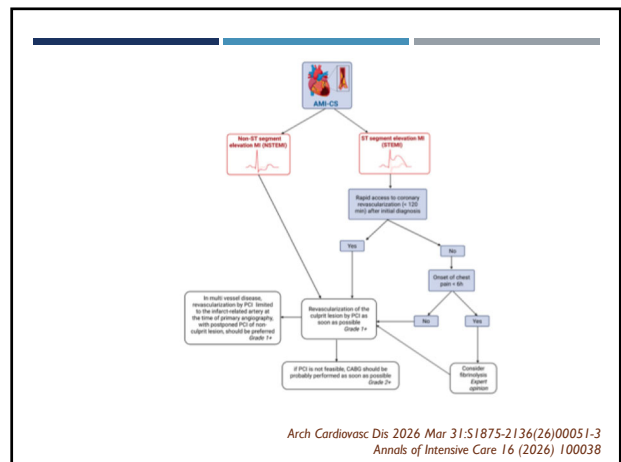 AMI-CS
Non-ST segment
elevation MI (NSTEMI)
ST segment elevation MI
(STEMI)
Rapid access to coronary
revascularization (< 120
min) after initial diagnosis
Yes
No
Onset of chest
pain < 6h
In multi vessel disease,
revascularization by PCI limited
to the infarct-related artery at
the time of primary angiography,
with postponed PCI of non-
culprit lesion, should be preferred
Grade 1+
Revascularization of the
culprit lesion by PCI as
soon as possible
Grade 1+
No
Yes
if PCI is not feasible, CABG should be
probably performed as soon as possible
Grade 2+
Consider
fibrinolysis
Expert
opinion
Arch Cardiovasc Dis 2026 Mar 31:S1875-2136(26)00051-3
Annals of Intensive Care 16 (2026) 100038